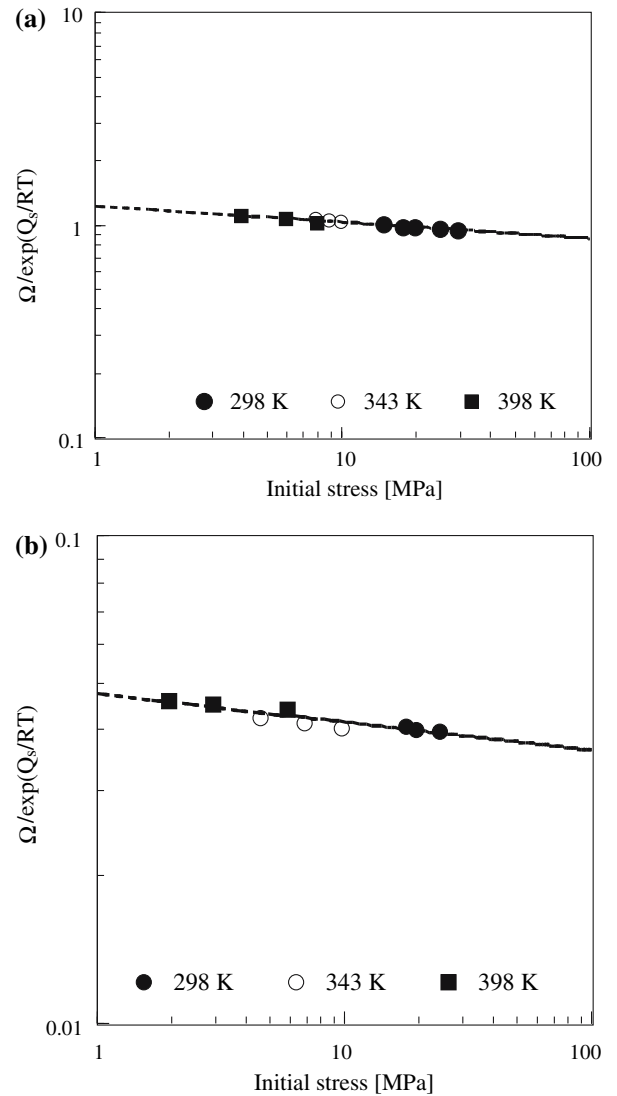 (a)
10
1
0.1
Ω/exp(Qs/RT)
298 K 343 K 398 K
1 10 100
Initial stress [MPa]
(b)
0.1
0.01
Ω/exp(Qs/RT)
298 K 343 K 398 K
1 10 100
Initial stress [MPa]